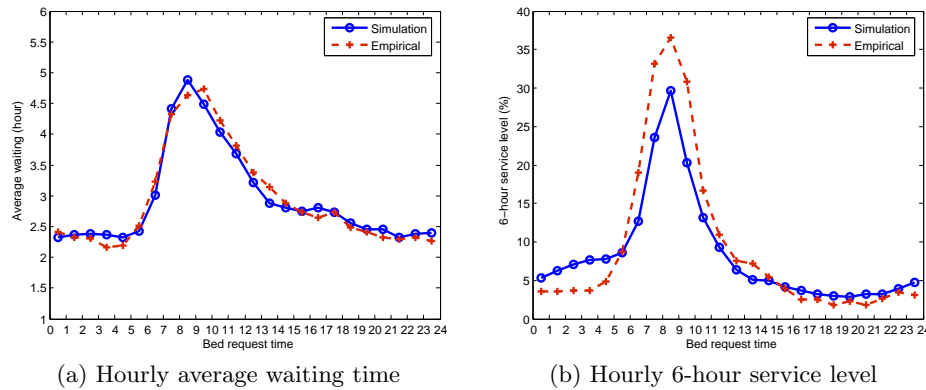 6
5.5
5
4.5
4
3.5
3
2.5
2
1.5
1
Average waiting (hour)
Simulation
Empirical
0 1 2 3 4 5 6 7 8 9 10 11 12 13 14 15 16 17 18 19 20 21 22 23 24
Bed request time
(a) Hourly average waiting time
40
35
30
25
20
15
10
5
0
6−hour service level (%)
Simulation
Empirical
0 1 2 3 4 5 6 7 8 9 10 11 12 13 14 15 16 17 18 19 20 21 22 23 24
Bed request time
(b) Hourly 6-hour service level